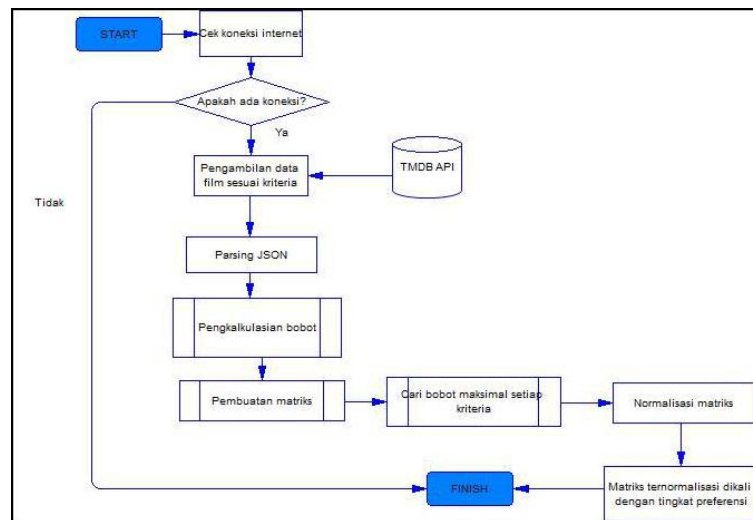 START
Cek koneksi internet
Apakah ada koneksi?
Ya
Tidak
Pengambilan data
film sesuai kriteria
TMDB API
Parsing JSON
Pengkalkulasian bobot
Pembuatan matriks
Cari bobot maksimal setiap
kriteria
Normalisasi matriks
Matriks ternormalisasi dikali
dengan tingkat preferensi
FINISH